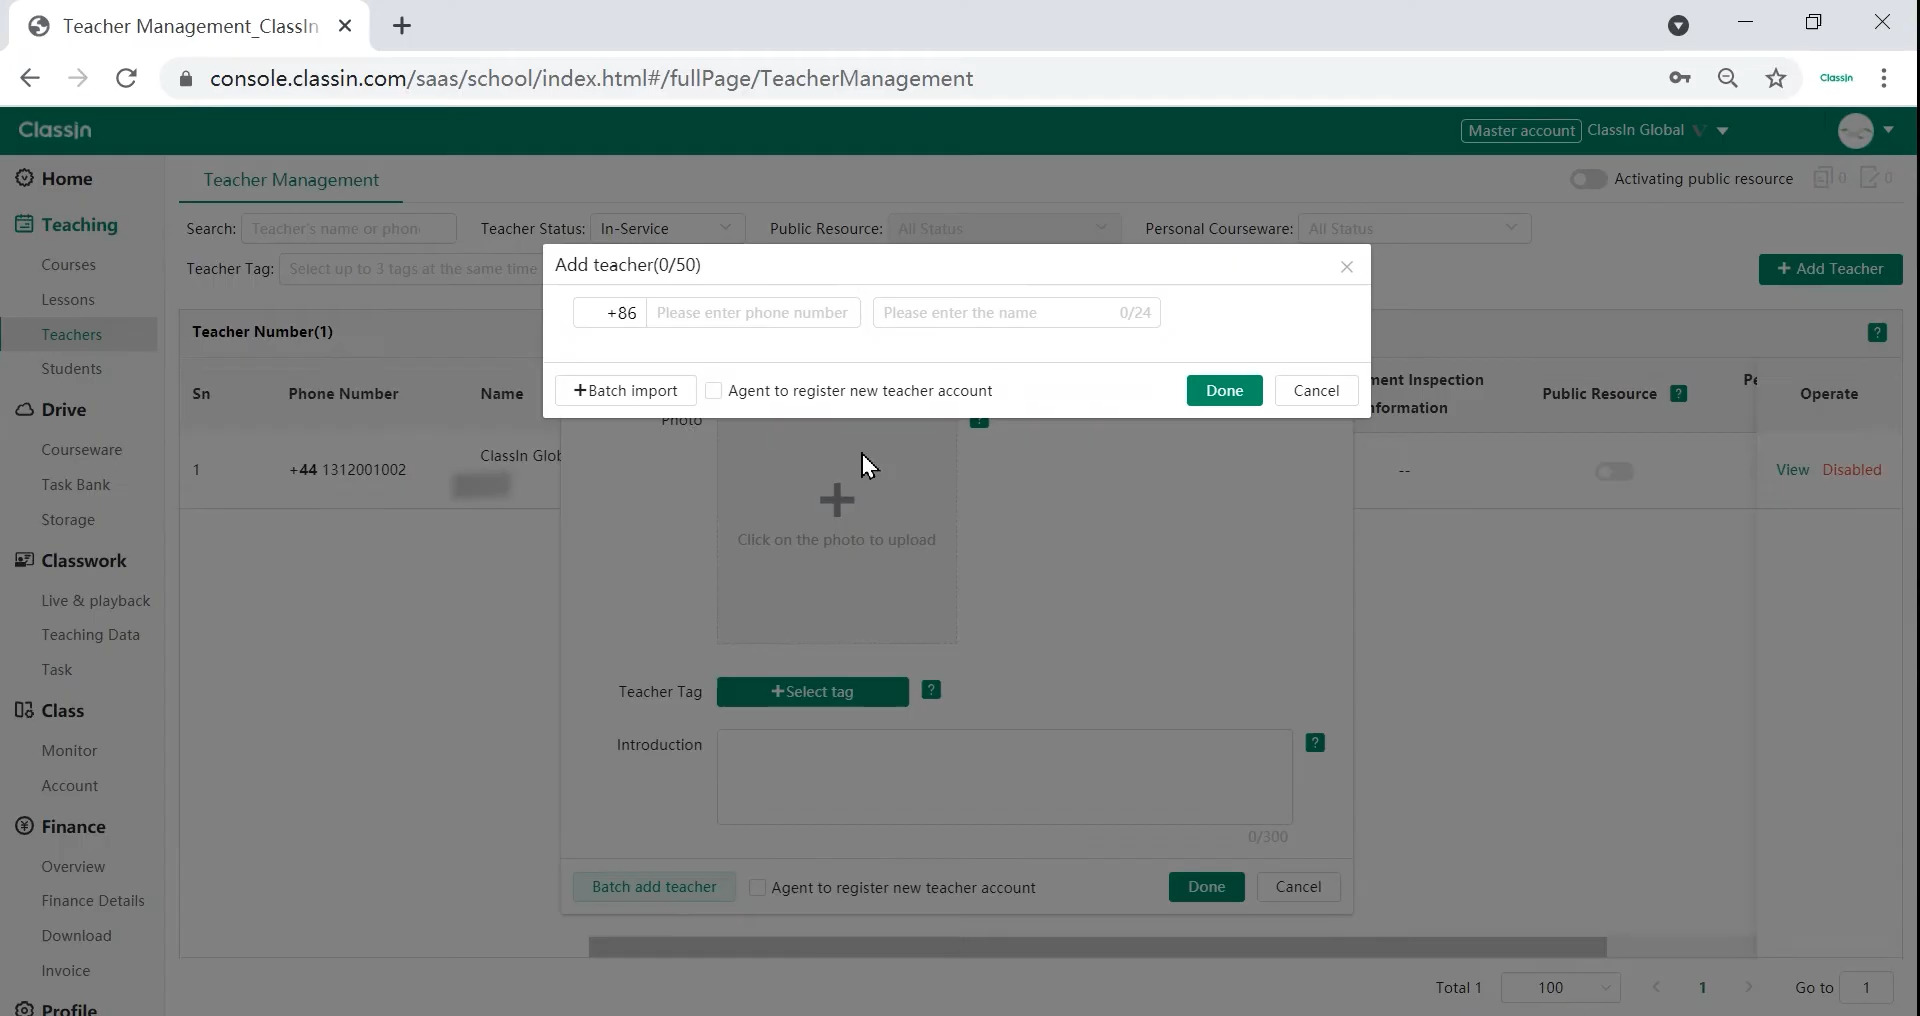 Teacher Management_ClassIn
console.classin.com/saas/school/index.html#/fullPage/TeacherManagement
ClassIn
ClassIn
Master account ClassIn Global V
Home
Teacher Management
Activating public resource 0 0
Teaching
Search: Teacher's name or phon
Teacher Status: In-Service
Public Resource: All Status
Personal Courseware: All Status
Courses
Teacher Tag: Select up to 3 tags at the same time
Add teacher(0/50)
+ Add Teacher
Lessons
+86 Please enter phone number
Please enter the name 0/24
Teachers
Teacher Number(1)
?
Students
Sn Phone Number Name
+Batch import
Agent to register new teacher account
Done
Cancel
ment Inspection
formation
Public Resource ?
Pe
Operate
Drive
Photo
?
Courseware
1 +44 1312001002 ClassIn Glob
--
View Disabled
Task Bank
Storage
Click on the photo to upload
Classwork
Live & playback
Teaching Data
Task
Teacher Tag +Select tag ?
Class
Introduction
?
Monitor
Account
Finance
0/300
Overview
Batch add teacher
Agent to register new teacher account
Done
Cancel
Finance Details
Download
Invoice
Total 1 100 < 1 > Go to 1
Profile